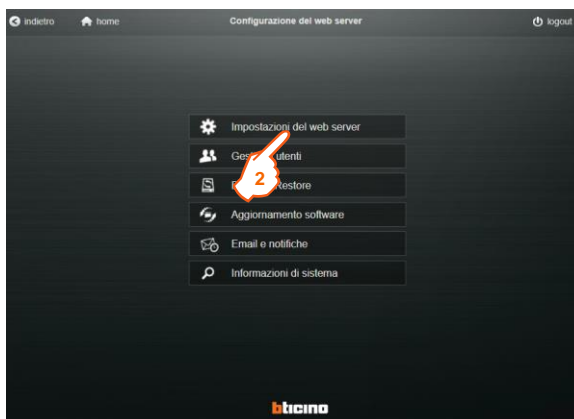 indietro home Configurazione del web server logout
Impostazioni del web server
utenti
2
Restore
Aggiornamento software
Email e notifiche
Informazioni di sistema
bticino